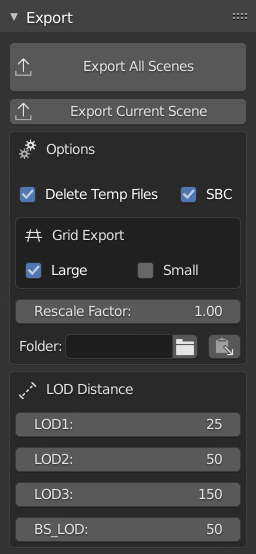 Export
Export All Scenes
Export Current Scene
Options
Delete Temp Files SBC
Grid Export
Large Small
Rescale Factor: 1.00
Folder:
LOD Distance
LOD1: 25
LOD2: 50
LOD3: 150
BS_LOD: 50